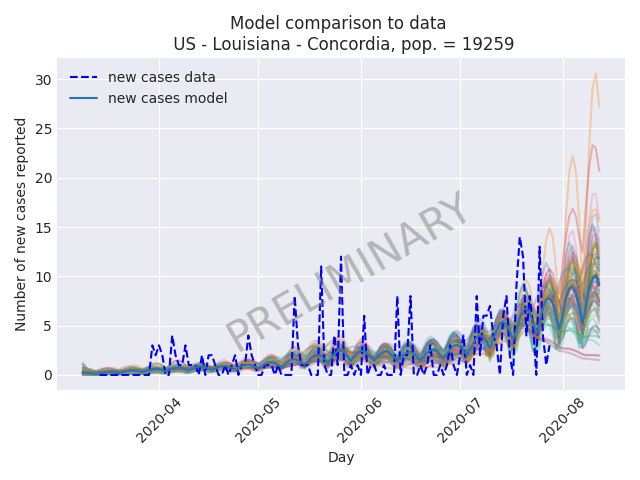 Model comparison to data
US - Louisiana - Concordia, pop. = 19259
new cases data
new cases model
Number of new cases reported
30
25
20
15
10
5
0
PRELIMINARY
2020-04
2020-05
2020-06
2020-07
2020-08
Day